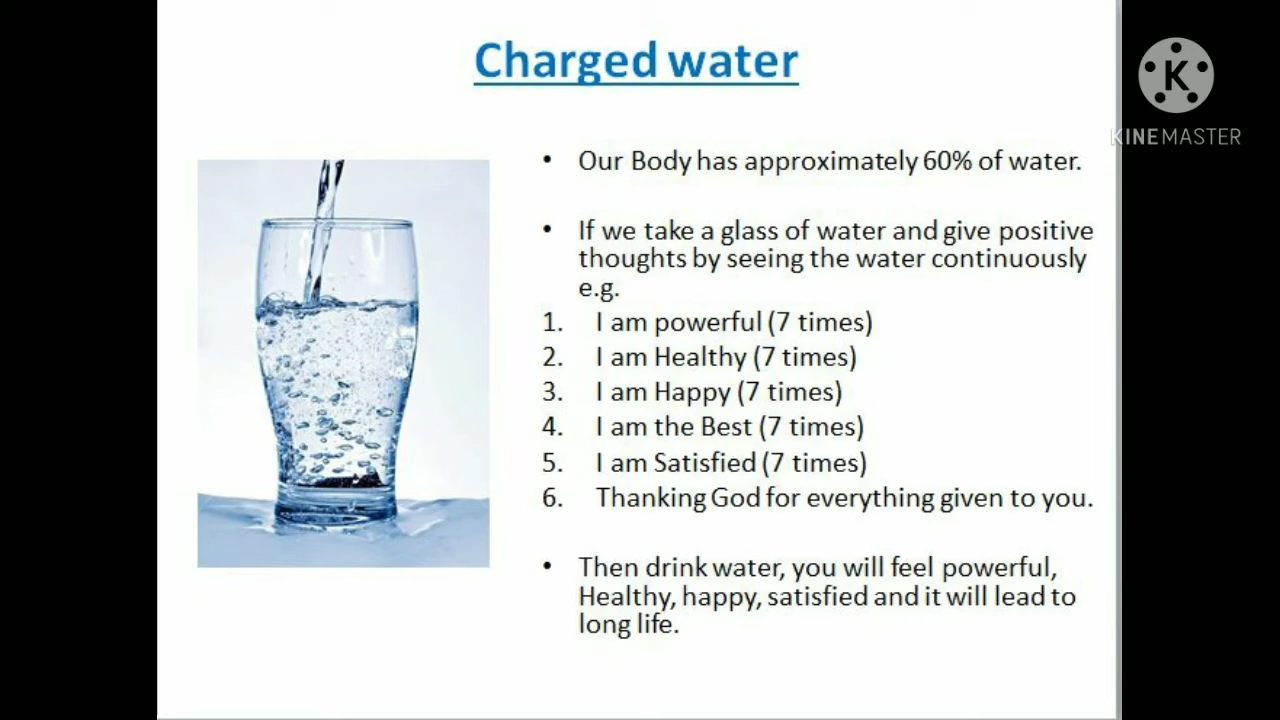 Charged water
K
KINEMASTER
• Our Body has approximately 60% of water.
• If we take a glass of water and give positive
thoughts by seeing the water continuously
e.g.
1. I am powerful (7 times)
2. I am Healthy (7 times)
3. I am Happy (7 times)
4. I am the Best (7 times)
5. I am Satisfied (7 times)
6. Thanking God for everything given to you.
• Then drink water, you will feel powerful,
Healthy, happy, satisfied and it will lead to
long life.